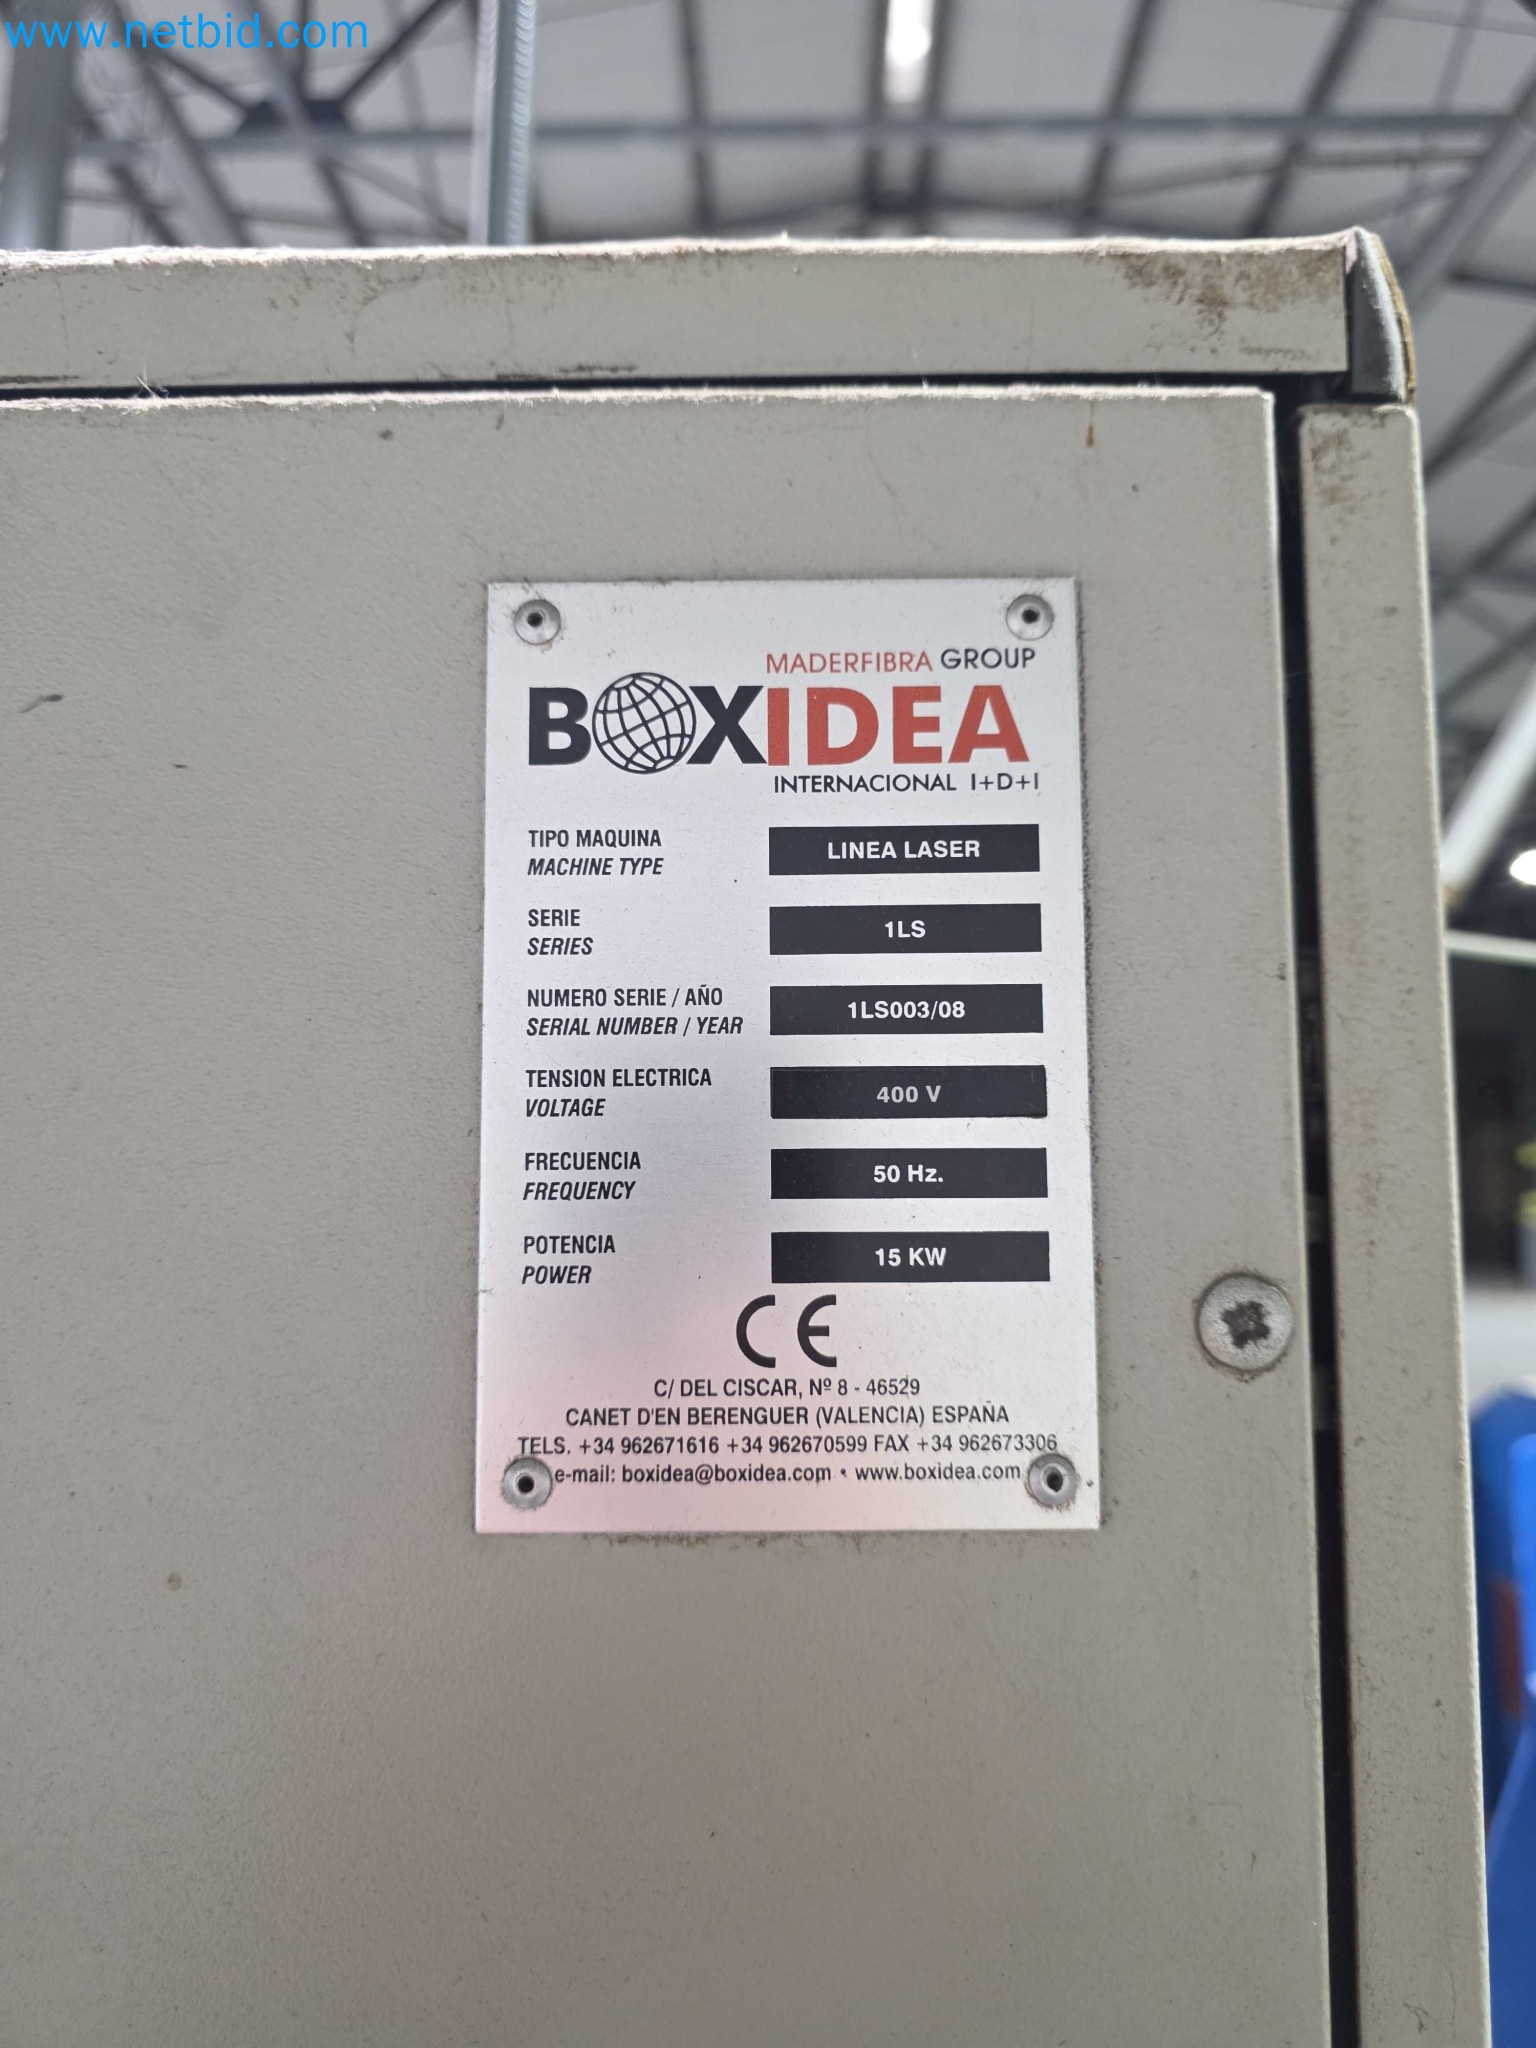 www.netbid.com
MADERFIBRA GROUP
BOXIDEA
INTERNACIONAL I+D+I
TIPO MAQUINA
MACHINE TYPE
LINEA LASER
SERIE
SERIES
1LS
NUMERO SERIE / AÑO
SERIAL NUMBER / YEAR
1LS003/08
TENSION ELECTRICA
VOLTAGE
400 V
FRECUENCIA
FREQUENCY
50 Hz.
POTENCIA
POWER
15 KW
CE
C/ DEL CISCAR, Nº 8 - 46529
CANET D'EN BERENGUER (VALENCIA) ESPAÑA
TELS. +34 962671616 +34 962670599 FAX +34 962673306
e-mail: boxidea@boxidea.com • www.boxidea.com